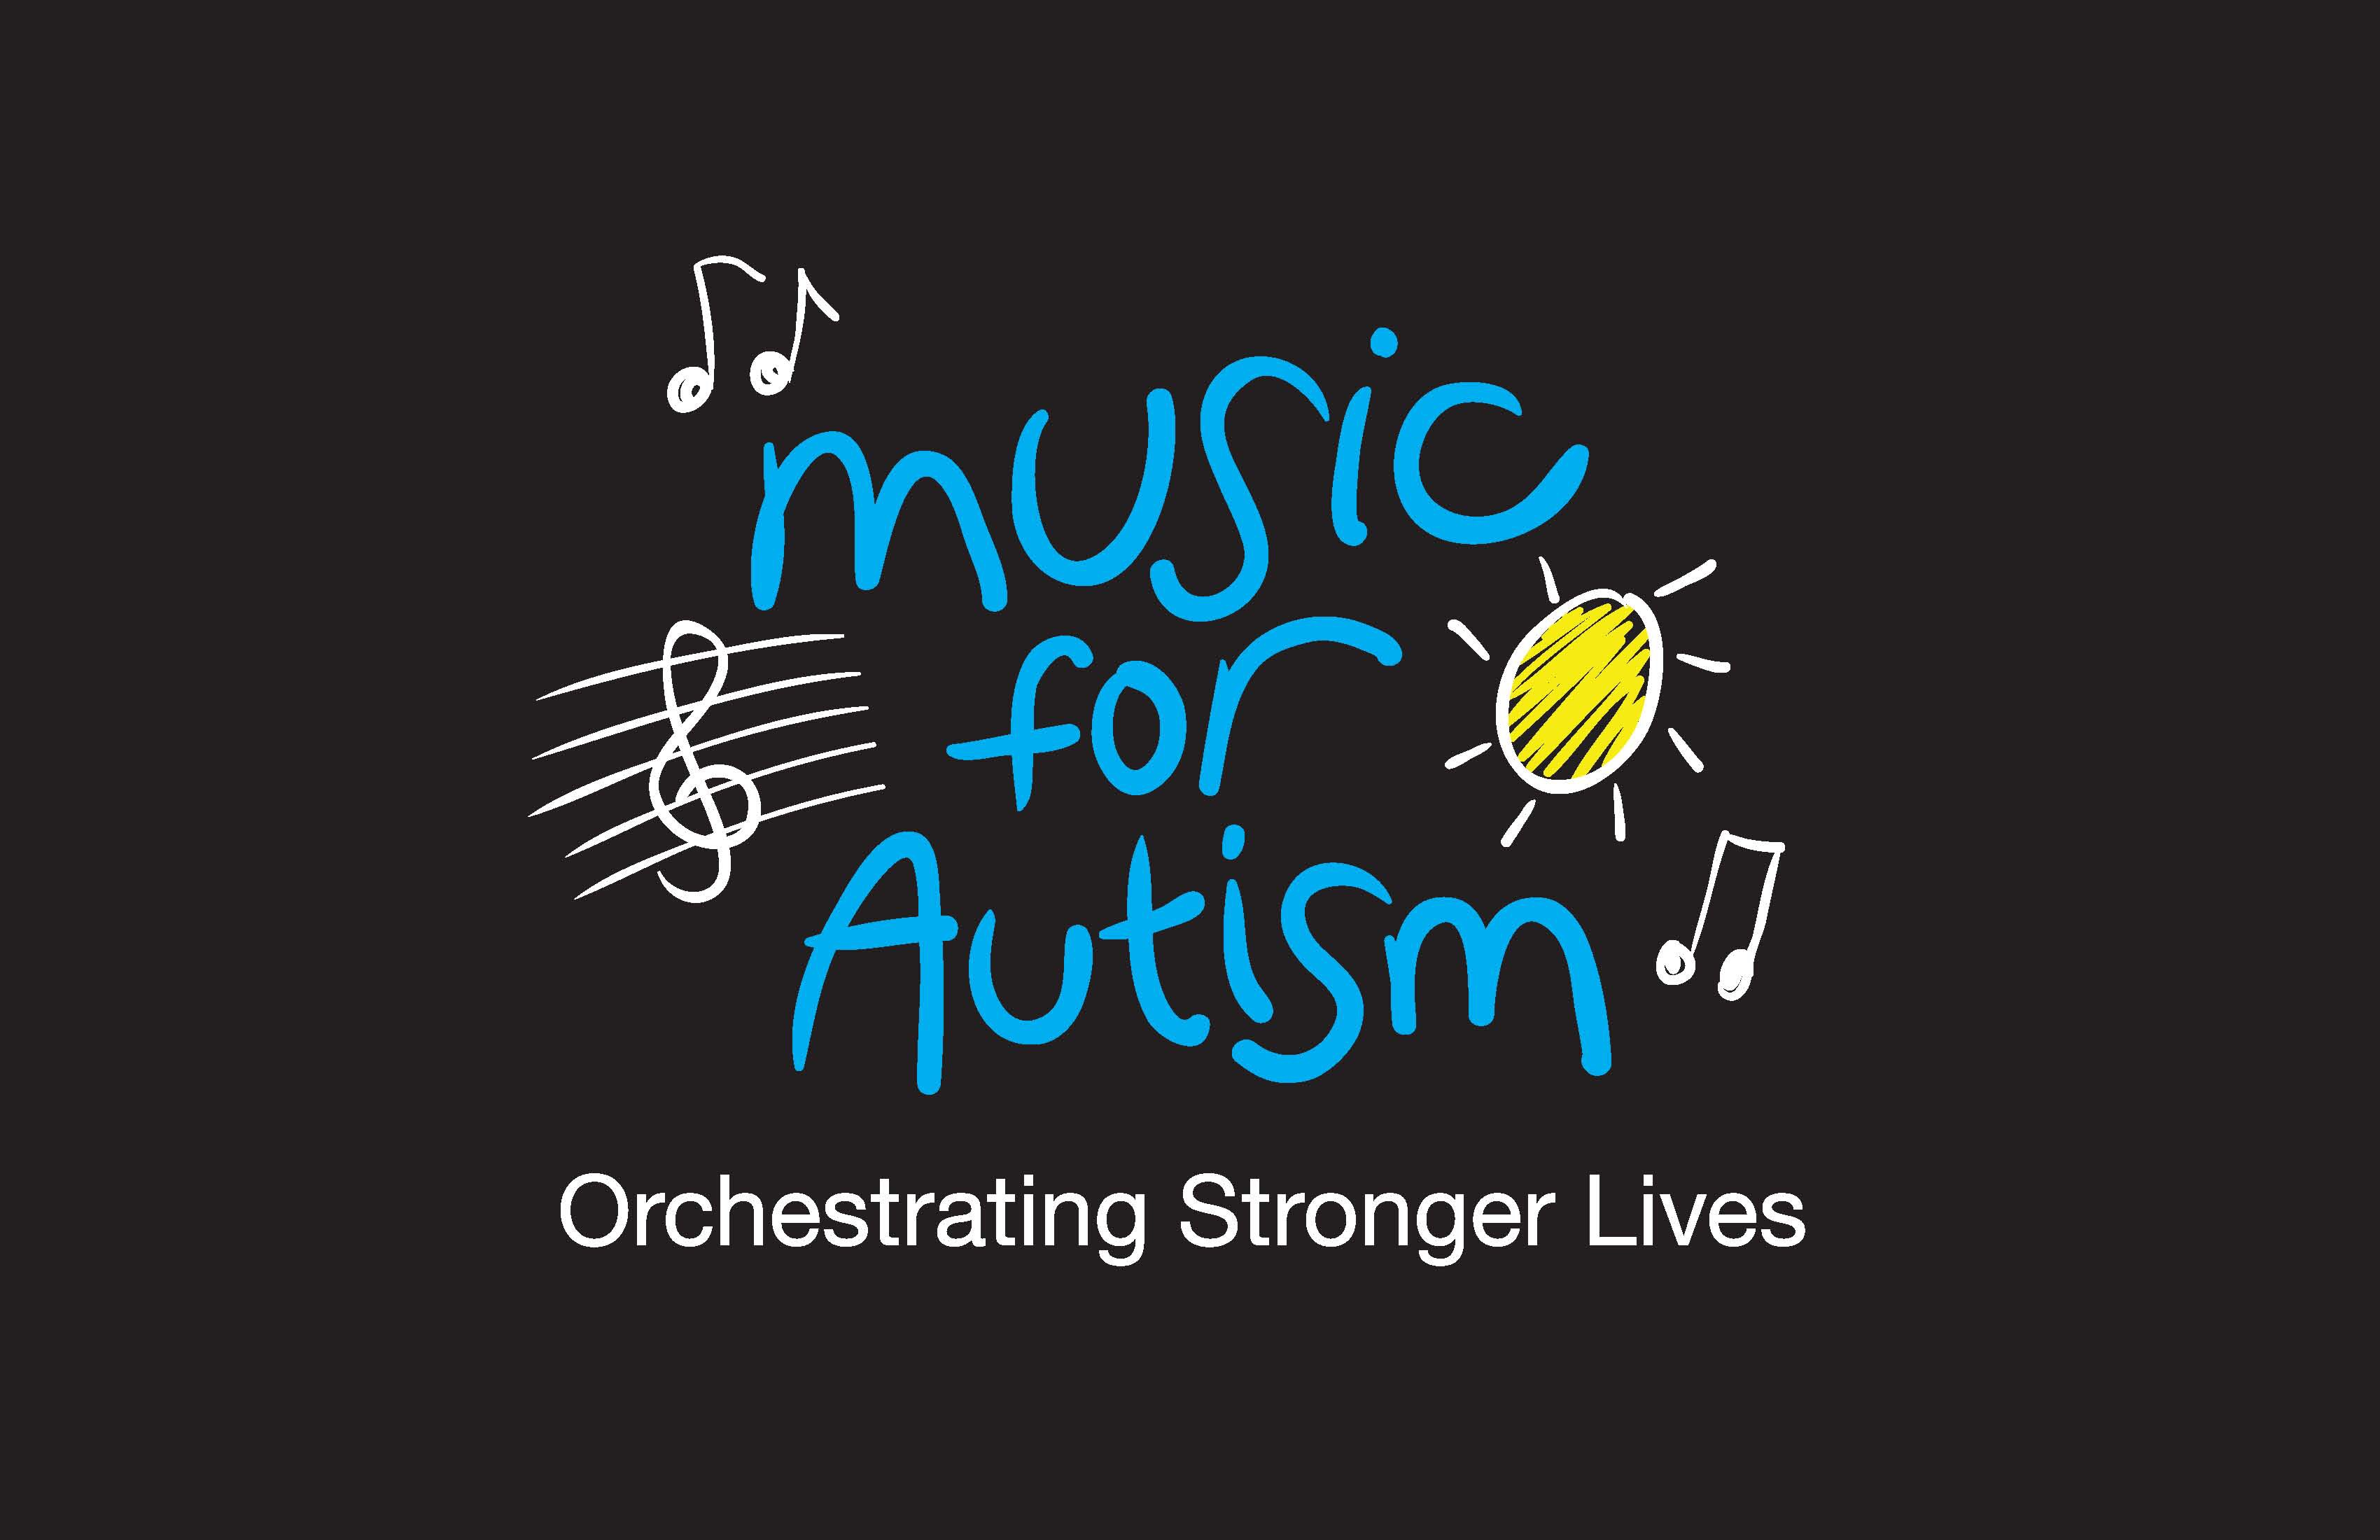 music
for
Autism
Orchestrating Stronger Lives